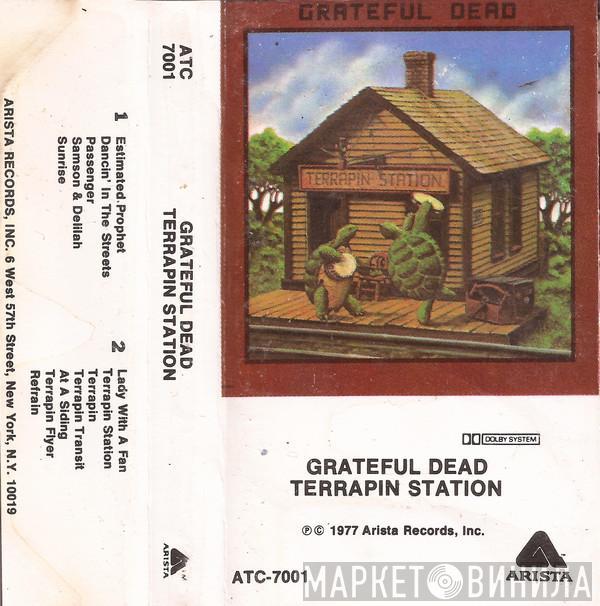 GRATEFUL DEAD
TERRAPIN STATION
DOLBY SYSTEM
GRATEFUL DEAD
TERRAPIN STATION
℗© 1977 Arista Records, Inc.
ATC-7001
ARISTA
ATC
7001
GRATEFUL DEAD
TERRAPIN STATION
ARISTA
1
Estimated Prophet
Dancin' In The Streets
Passenger
Samson & Delilah
Sunrise
2
Lady With A Fan
Terrapin Station
Terrapin
Terrapin Transit
At A Siding
Terrapin Flyer
Refrain
ARISTA RECORDS, INC. 6 West 57th Street, New York, N.Y. 10019
МАРКЕТ ВИНИЛА